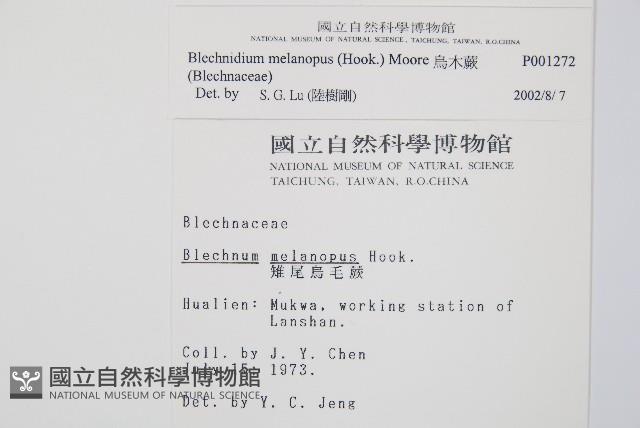 國立自然科學博物館
NATIONAL MUSEUM OF NATURAL SCIENCE, TAICHUNG, TAIWAN, R.O.CHINA
Blechnidium melanopus (Hook.) Moore 烏木蕨 P001272
(Blechnaceae)
Det. by S. G. Lu (陸樹剛) 2002/8/7
國立自然科學博物館
NATIONAL MUSEUM OF NATURAL SCIENCE
TAICHUNG, TAIWAN, R.O.CHINA
Blechnaceae
Blechnum melanopus Hook.
雉尾烏毛蕨
Hualien: Mukwa, working station of
Lanshan.
Coll. by J. Y. Chen
July 15, 1973.
Det. by Y. C. Jeng
國立自然科學博物館
NATIONAL MUSEUM OF NATURAL SCIENCE